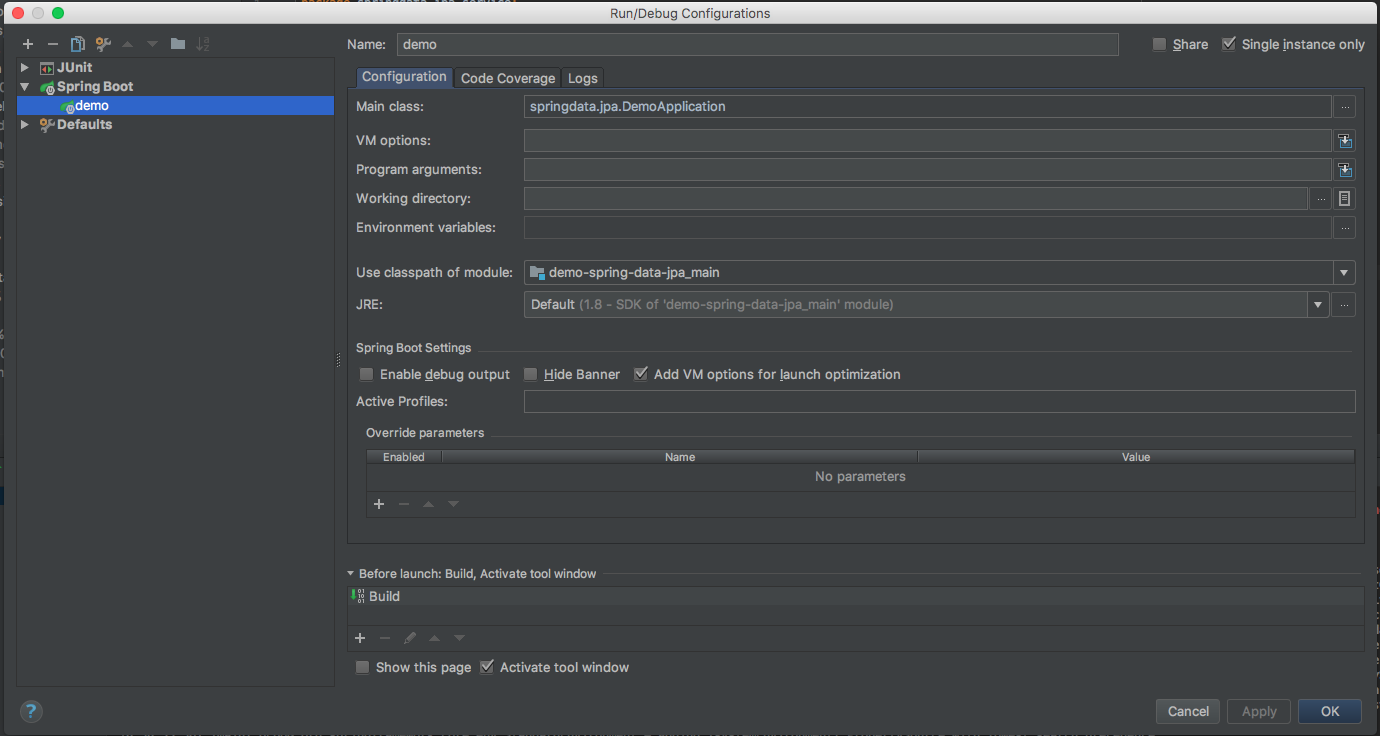 Run/Debug Configurations
JUnit
Spring Boot
demo
Defaults
Name: demo Share Single instance only
Configuration Code Coverage Logs
Main class: springdata.jpa.DemoApplication ...
VM options:
Program arguments:
Working directory: ...
Environment variables: ...
Use classpath of module: demo-spring-data-jpa_main
JRE: Default (1.8 - SDK of 'demo-spring-data-jpa_main' module) ...
Spring Boot Settings
Enable debug output Hide Banner Add VM options for launch optimization
Active Profiles:
Override parameters
Enabled Name Value
No parameters
Before launch: Build, Activate tool window
Build
Show this page Activate tool window
? Cancel Apply OK